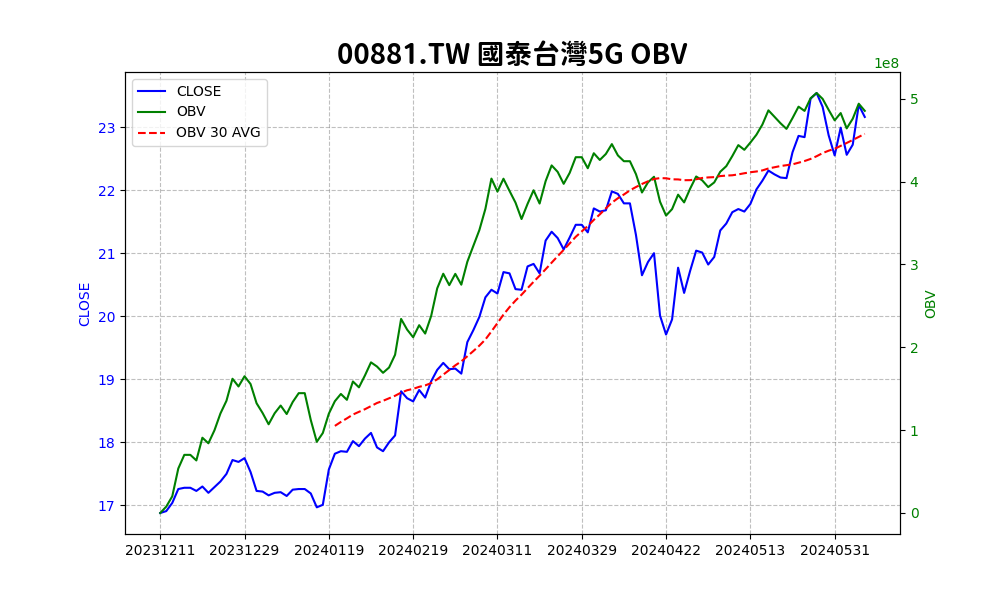 00881.TW 國泰台灣5G OBV
1e8
CLOSE
OBV
OBV 30 AVG
CLOSE
23
22
21
20
19
18
17
OBV
5
4
3
2
1
0
20231211 20231229 20240119 20240219 20240311 20240329 20240422 20240513 20240531